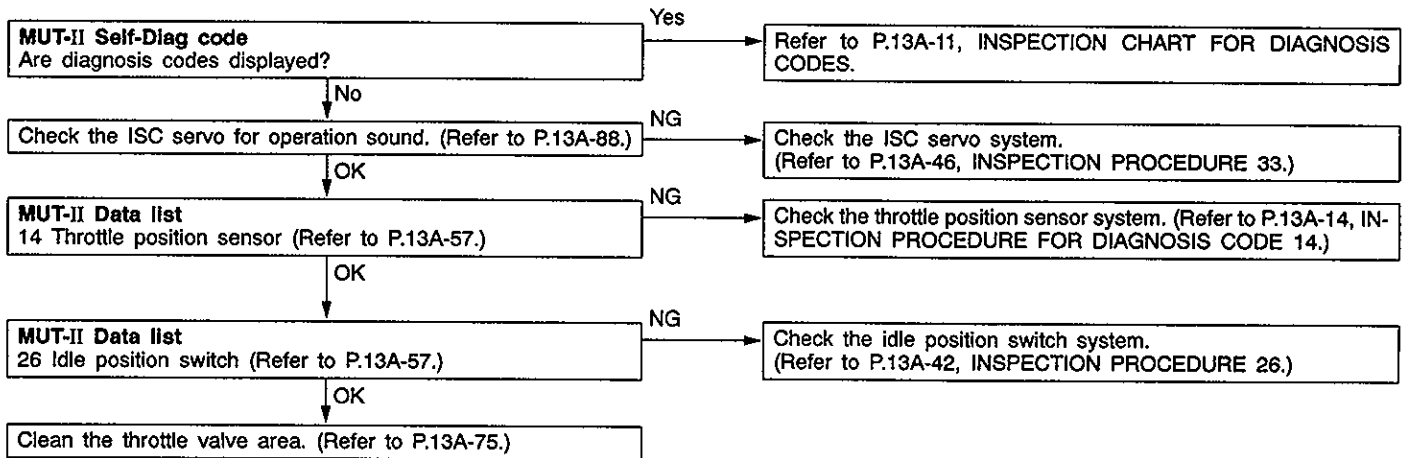 MUT-II Self-Diag code
Are diagnosis codes displayed?
Yes
Refer to P.13A-11, INSPECTION CHART FOR DIAGNOSIS
CODES.
No
Check the ISC servo for operation sound. (Refer to P.13A-88.)
NG
Check the ISC servo system.
(Refer to P.13A-46, INSPECTION PROCEDURE 33.)
OK
MUT-II Data list
14 Throttle position sensor (Refer to P.13A-57.)
NG
Check the throttle position sensor system. (Refer to P.13A-14, IN-
SPECTION PROCEDURE FOR DIAGNOSIS CODE 14.)
OK
MUT-II Data list
26 Idle position switch (Refer to P.13A-57.)
NG
Check the idle position switch system.
(Refer to P.13A-42, INSPECTION PROCEDURE 26.)
OK
Clean the throttle valve area. (Refer to P.13A-75.)